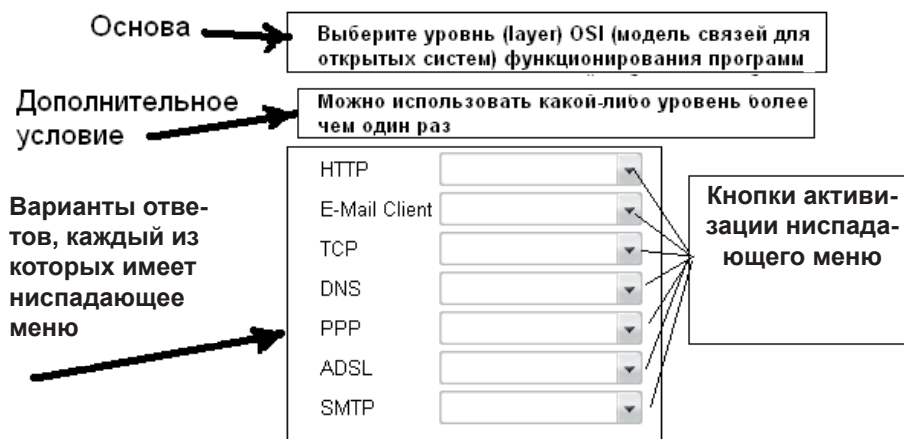 Основа
Выберите уровень (layer) OSI (модель связей для
открытых систем) функционирования программ
Дополнительное
условие
Можно использовать какой-либо уровень более
чем один раз
Варианты отве-
тов, каждый из
которых имеет
ниспадающее
меню
HTTP
E-Mail Client
TCP
DNS
PPP
ADSL
SMTP
Кнопки активи-
зации ниспада-
ющего меню